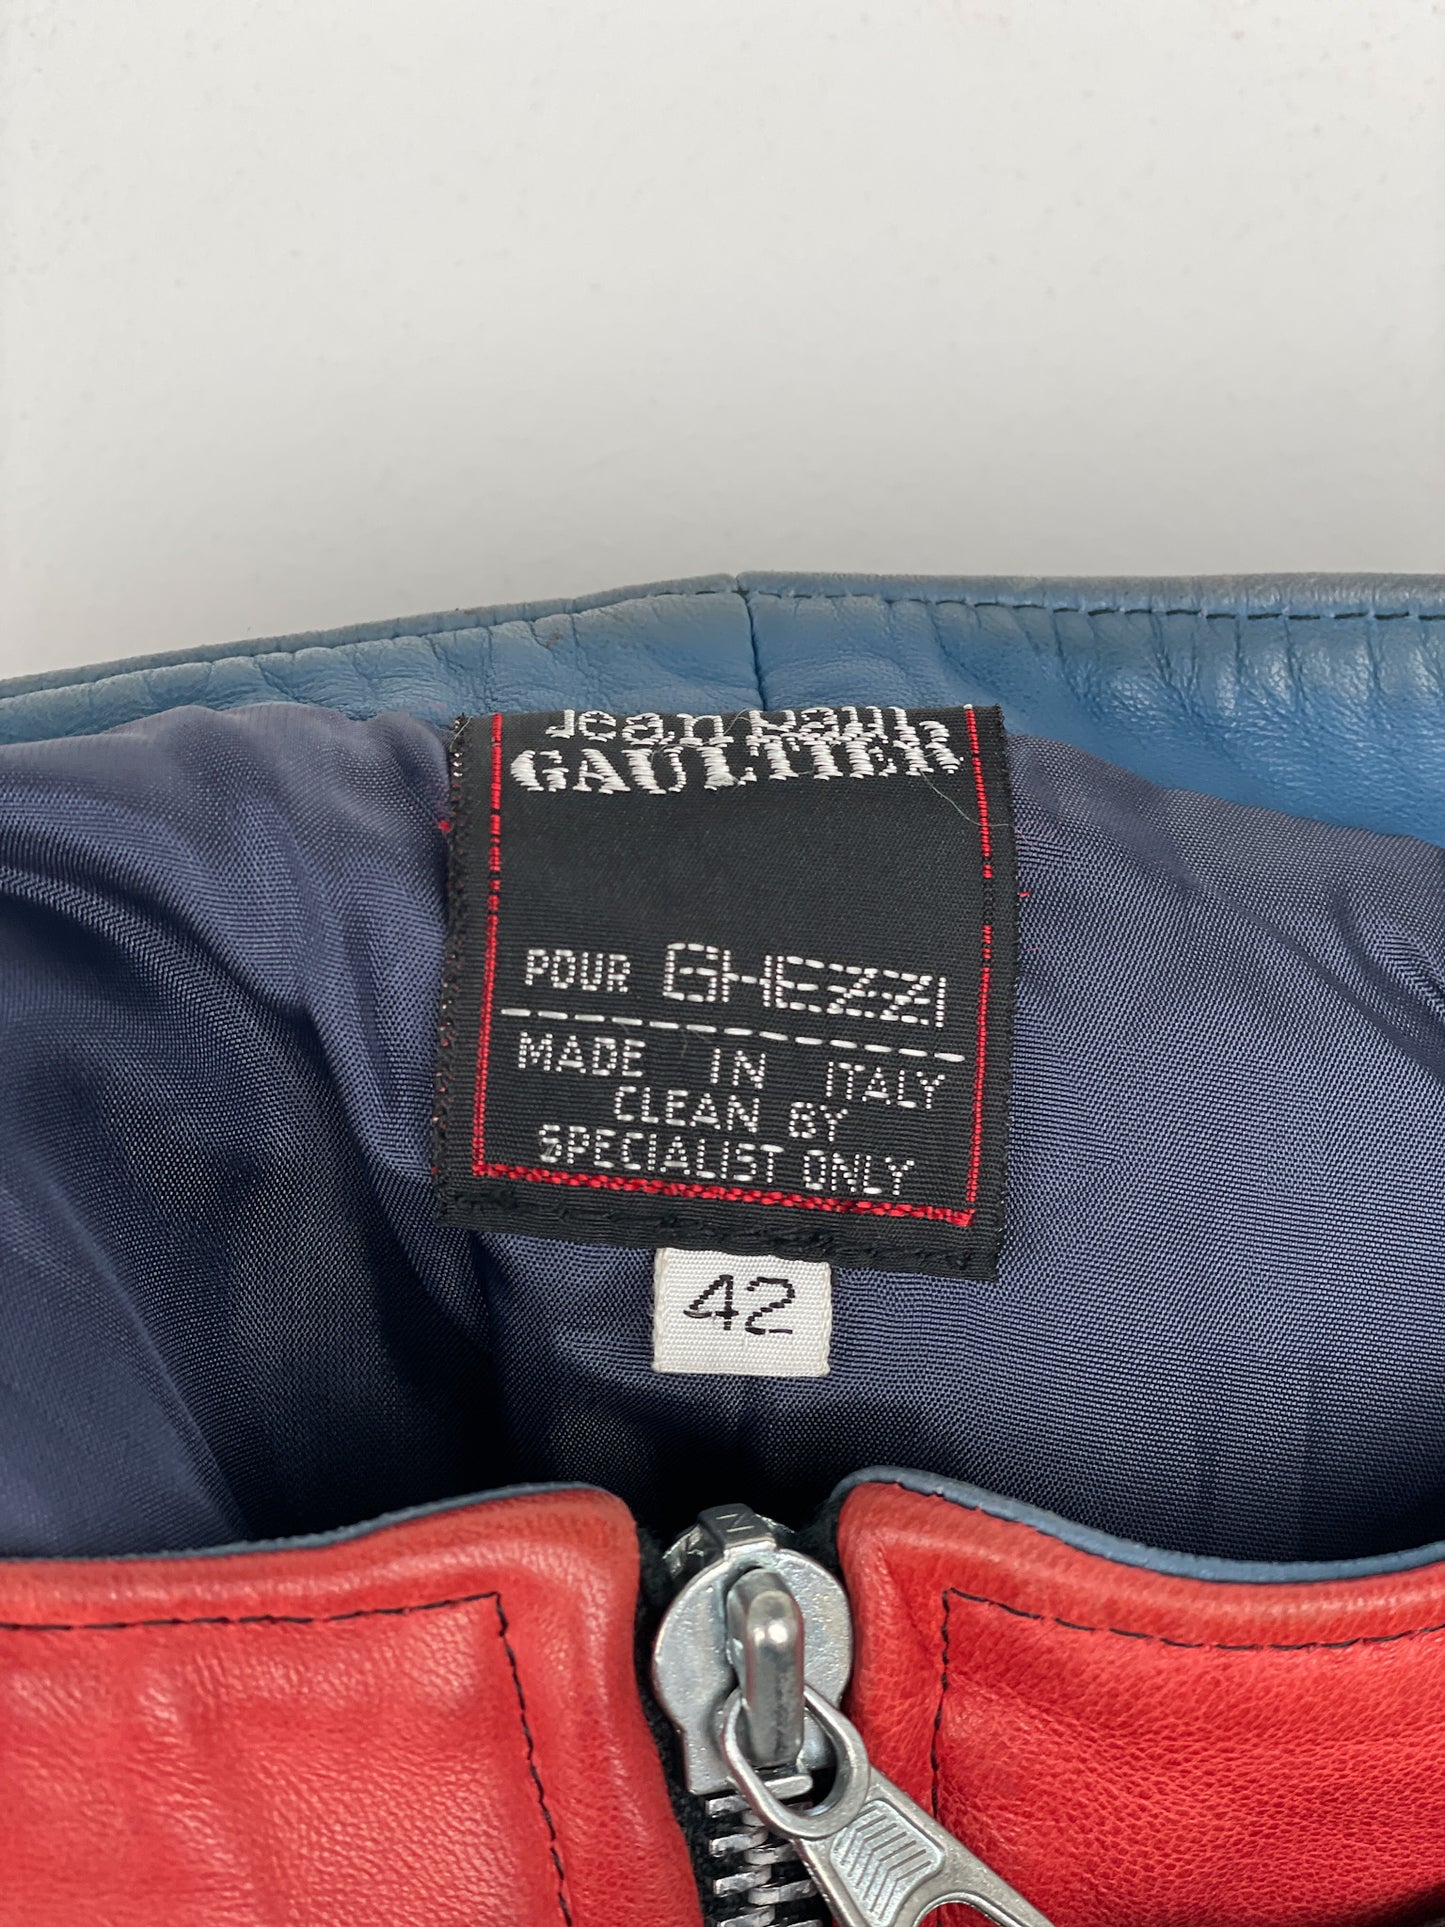 Jean Paul
GAULTIER
POUR GHEZZI
MADE IN ITALY
CLEAN BY
SPECIALIST ONLY
42